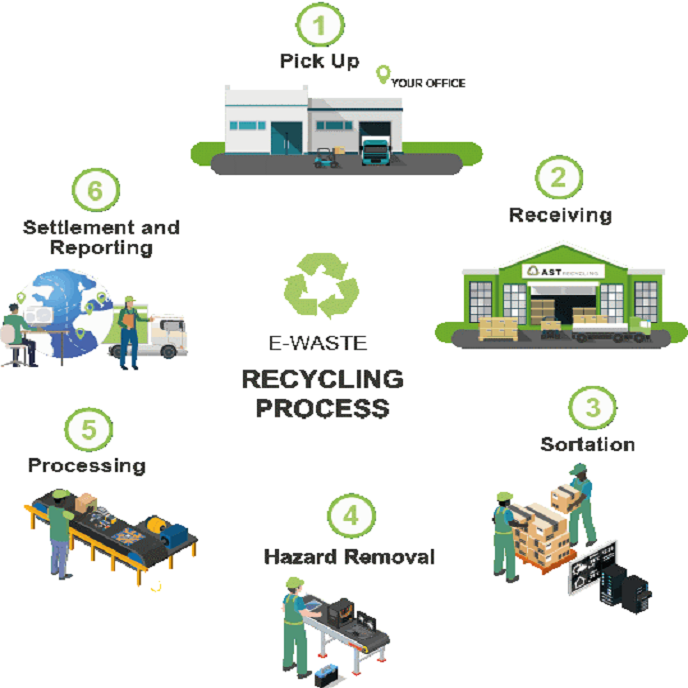 1
Pick Up
YOUR OFFICE
2
Receiving
AST RECYCLING
3
Sortation
4
Hazard Removal
5
Processing
6
Settlement and
Reporting
E-WASTE
RECYCLING
PROCESS